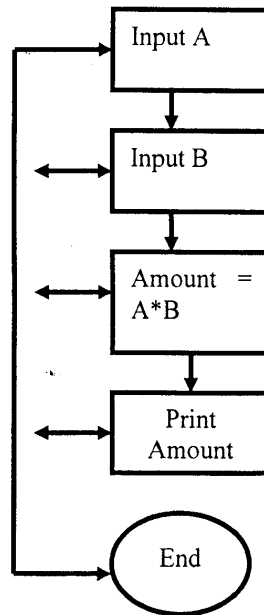 Input A
Input B
Amount =
A*B
Print
Amount
End